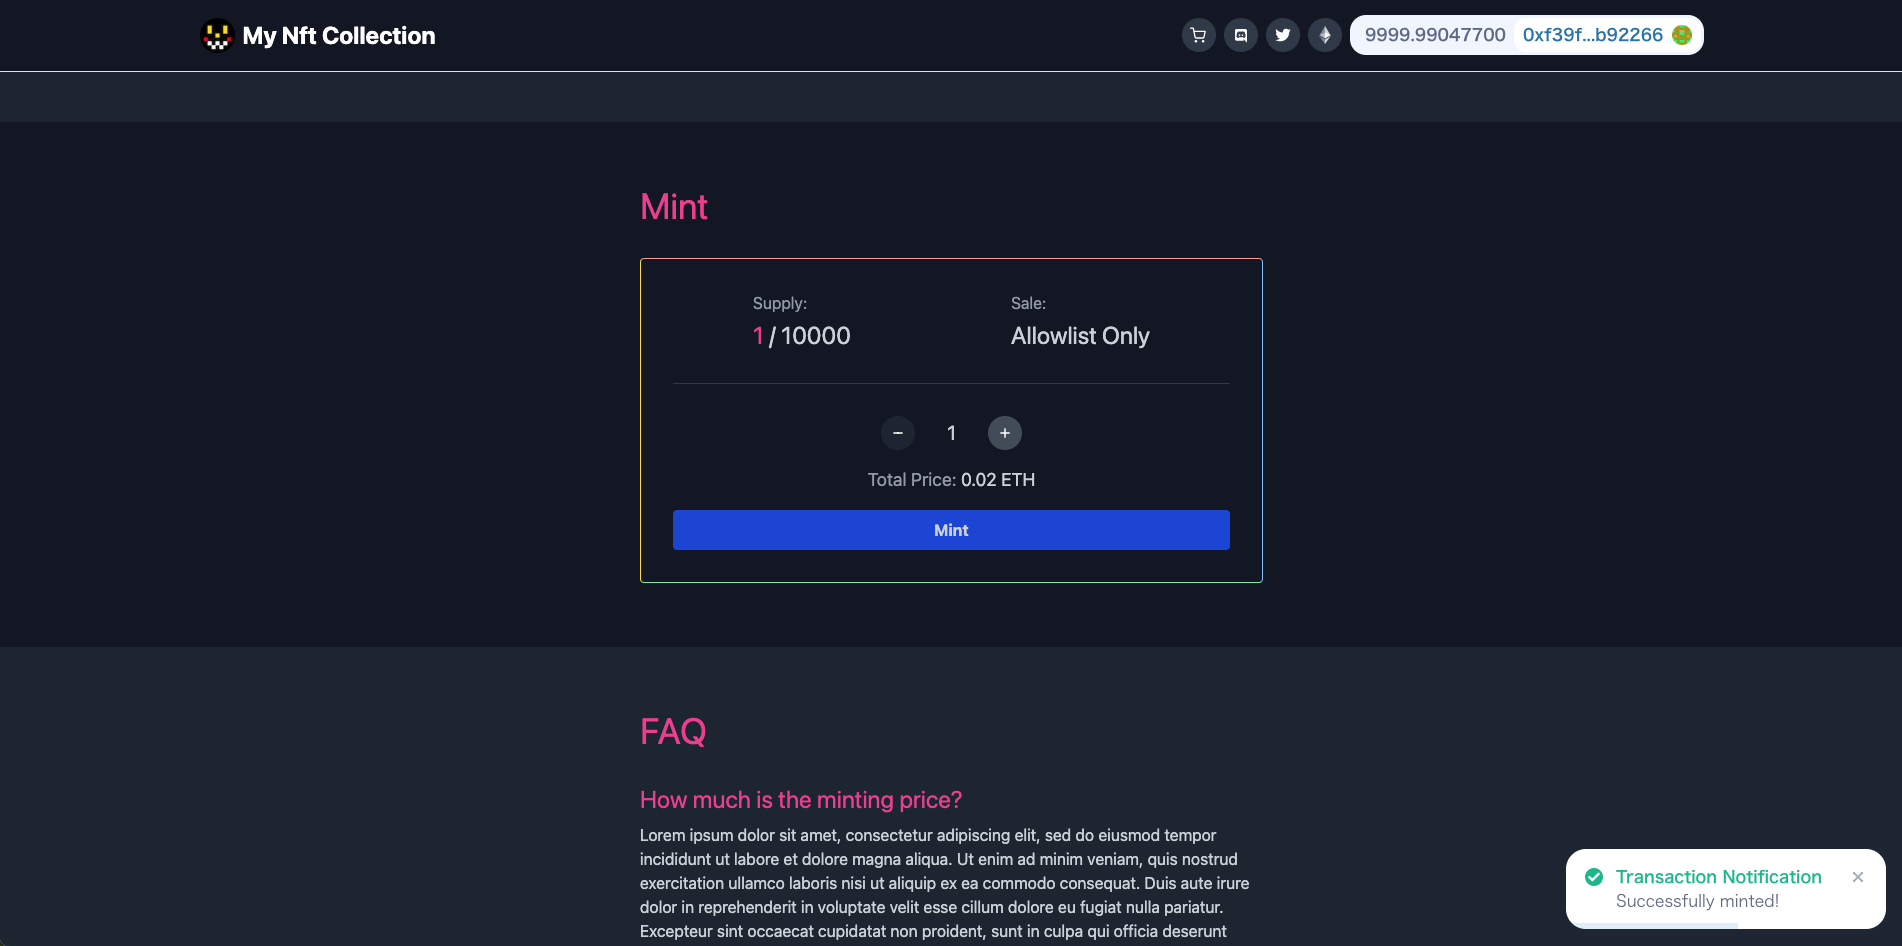 My Nft Collection
9999.99047700 0xf39f...b92266
Mint
Supply: Sale:
1 / 10000 Allowlist Only
− 1 +
Total Price: 0.02 ETH
Mint
FAQ
How much is the minting price?
Lorem ipsum dolor sit amet, consectetur adipiscing elit, sed do eiusmod tempor
incididunt ut labore et dolore magna aliqua. Ut enim ad minim veniam, quis nostrud
exercitation ullamco laboris nisi ut aliquip ex ea commodo consequat. Duis aute irure
dolor in reprehenderit in voluptate velit esse cillum dolore eu fugiat nulla pariatur.
Excepteur sint occaecat cupidatat non proident, sunt in culpa qui officia deserunt
Transaction Notification
Successfully minted!